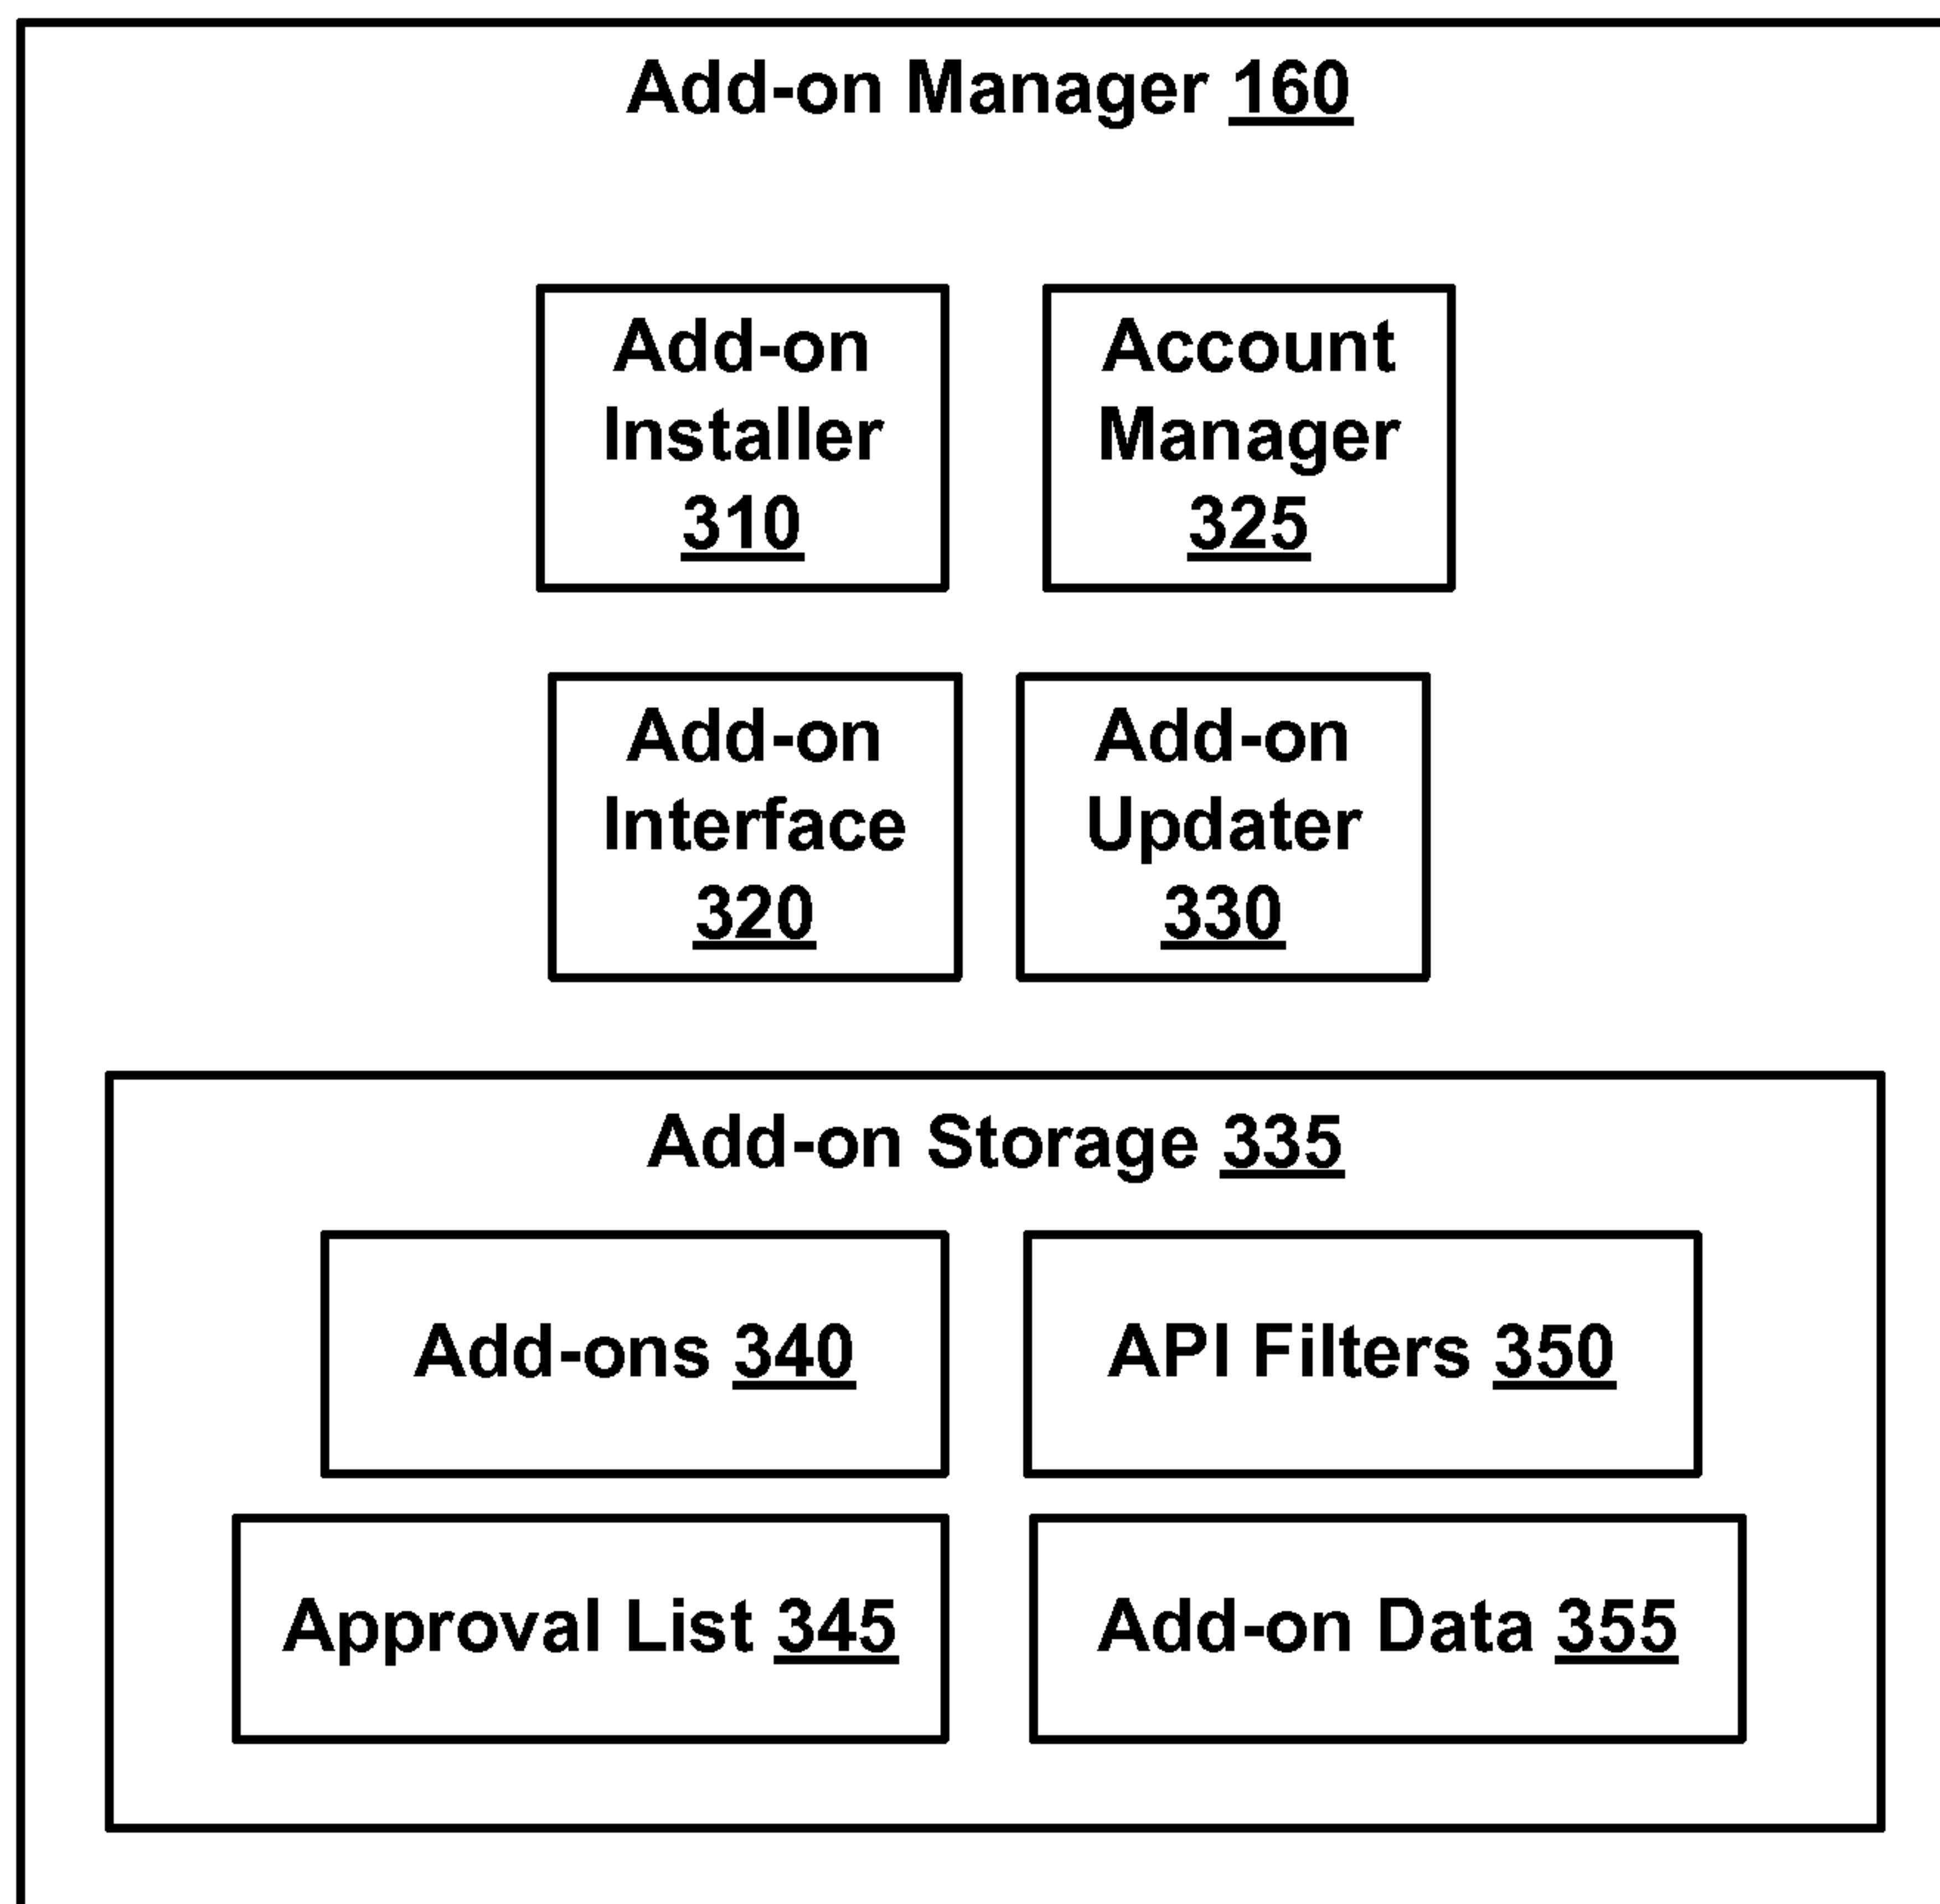 Add-on Manager 160
Add-on
Installer
310
Account
Manager
325
Add-on
Interface
320
Add-on
Updater
330
Add-on Storage 335
Add-ons 340
API Filters 350
Approval List 345
Add-on Data 355